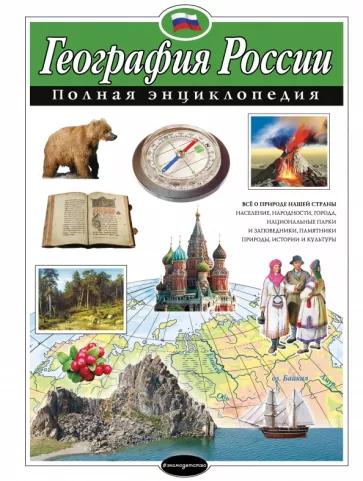 География России
Полная энциклопедия
ВСЁ О ПРИРОДЕ НАШЕЙ СТРАНЫ
НАСЕЛЕНИЕ, НАРОДНОСТИ, ГОРОДА,
НАЦИОНАЛЬНЫЕ ПАРКИ
И ЗАПОВЕДНИКИ, ПАМЯТНИКИ
ПРИРОДЫ, ИСТОРИИ И КУЛЬТУРЫ
оз. Байкал
#эксмодетство